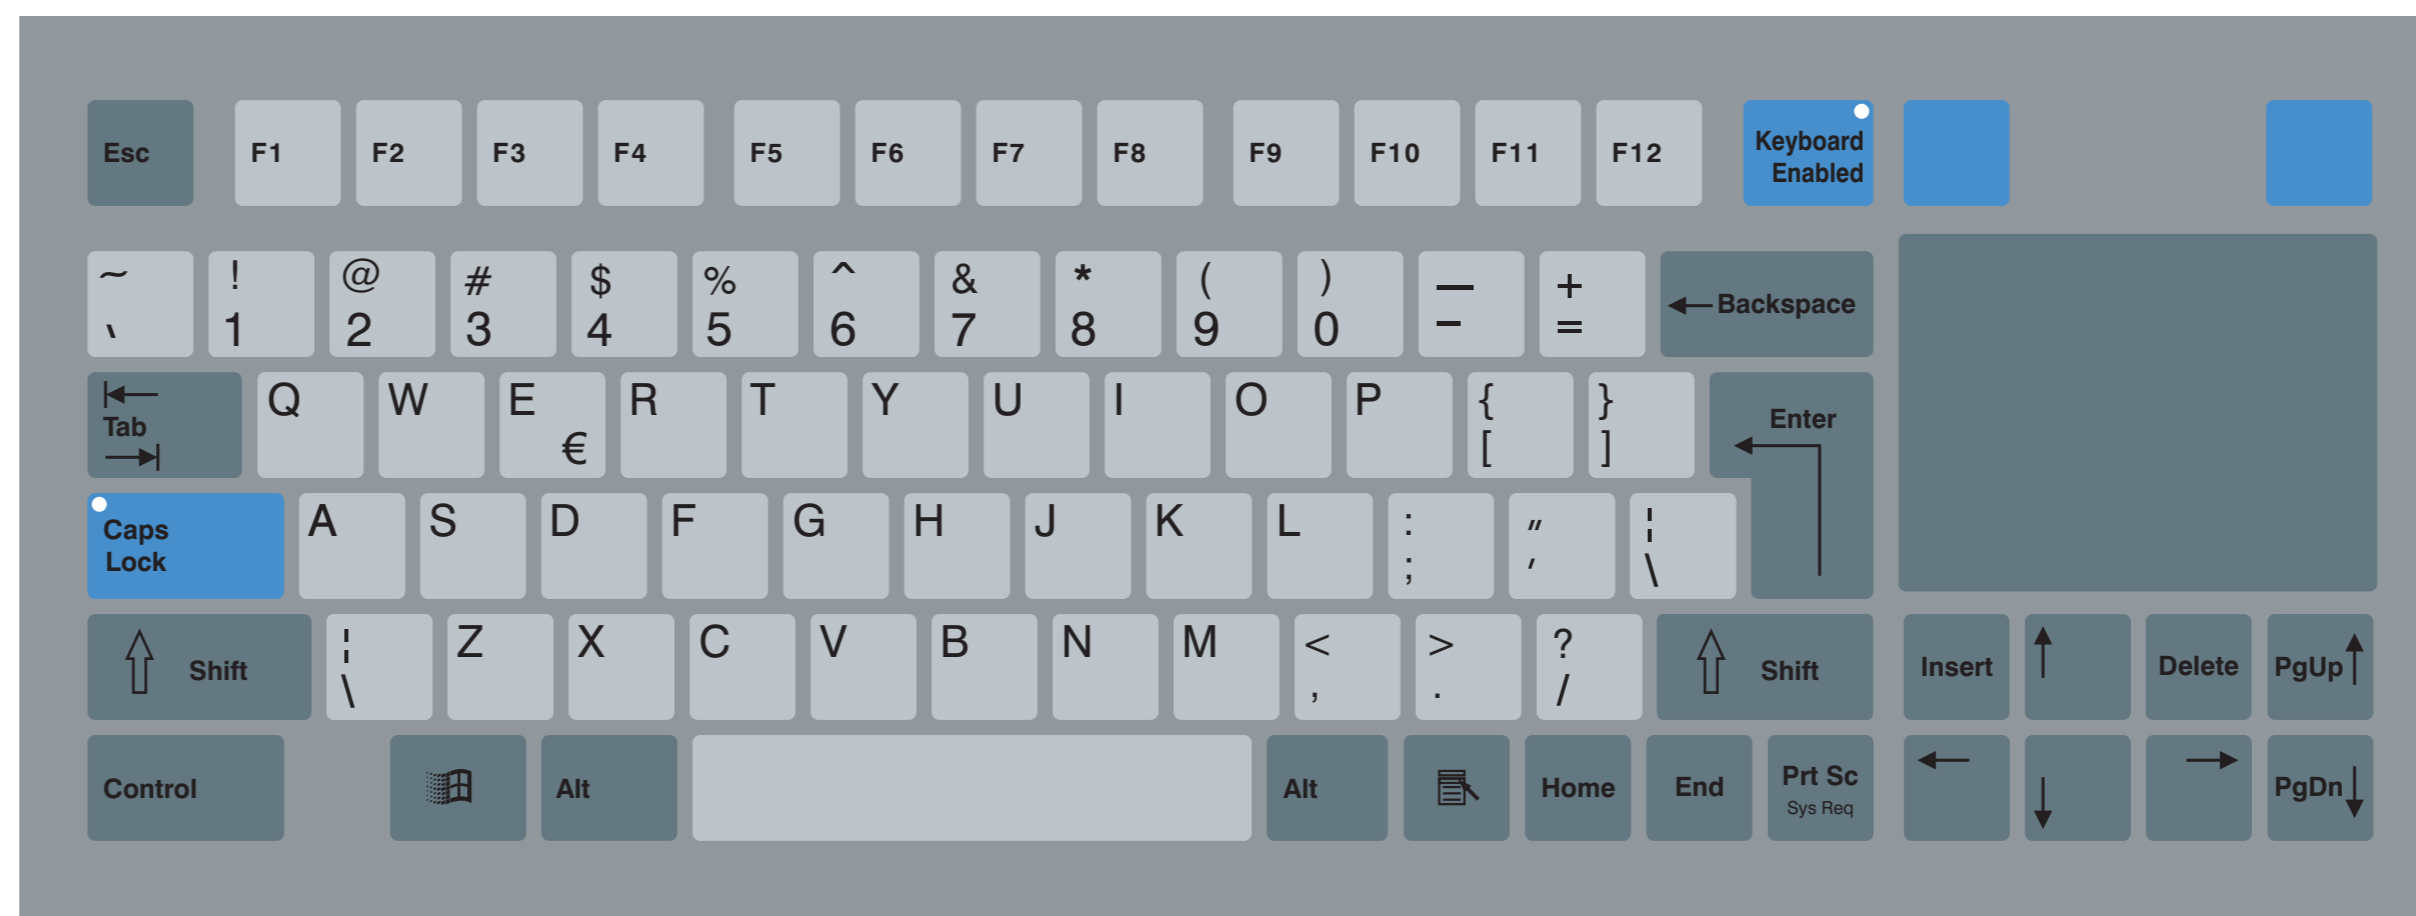 Esc F1 F2 F3 F4 F5 F6 F7 F8 F9 F10 F11 F12 Keyboard
Enabled
~ ! @ # $ % ^ & * ( ) — +
` 1 2 3 4 5 6 7 8 9 0 - = Backspace
Tab Q W E R T Y U I O P { } Enter
€ [ ]
Caps
Lock A S D F G H J K L : " ¦
; ' \
Shift ¦ Z X C V B N M < > ? Shift Insert Delete PgUp
\ , . /
Control Alt Alt Home End Prt Sc PgDn
Sys Req